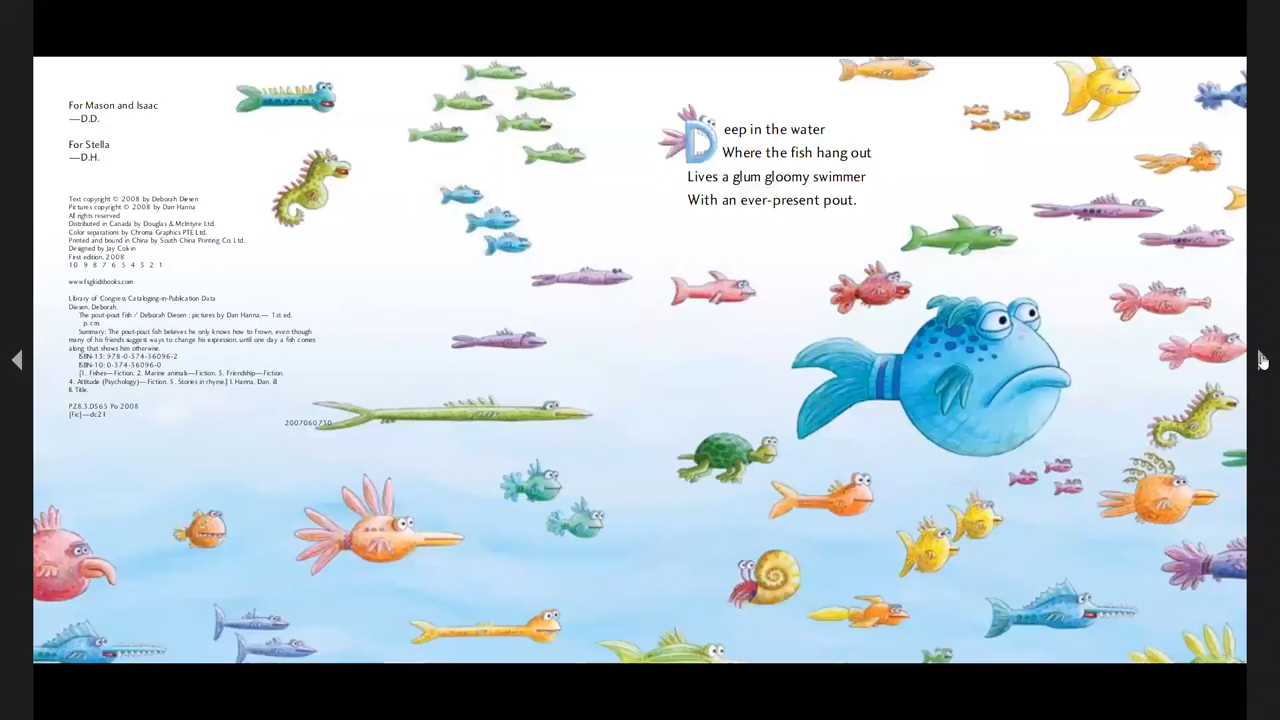 For Mason and Isaac
—D.D.
For Stella
—D.H.
Text copyright © 2008 by Deborah Diesen
Pictures copyright © 2008 by Dan Hanna
All rights reserved
Distributed in Canada by Douglas & McIntyre Ltd.
Color separations by Chroma Graphics PTE Ltd.
Printed and bound in China by South China Printing Co. Ltd.
Designed by Jay Colvin
First edition, 2008
10 9 8 7 6 5 4 3 2 1
www.fsgkidsbooks.com
Library of Congress Cataloging-in-Publication Data
Diesen, Deborah.
The pout-pout fish / Deborah Diesen ; pictures by Dan Hanna.— 1st ed.
p. cm.
Summary: The pout-pout fish believes he only knows how to frown, even though
many of his friends suggest ways to change his expression, until one day a fish comes
along that shows him otherwise.
ISBN-13: 978-0-374-36096-2
ISBN-10: 0-374-36096-0
[1. Fishes—Fiction. 2. Marine animals—Fiction. 3. Friendship—Fiction.
4. Attitude (Psychology)—Fiction. 5. Stories in rhyme.] I. Hanna, Dan, ill.
II. Title.
PZ8.3.D565 Po 2008
[Fic]—dc21
2007060730
Deep in the water
Where the fish hang out
Lives a glum gloomy swimmer
With an ever-present pout.